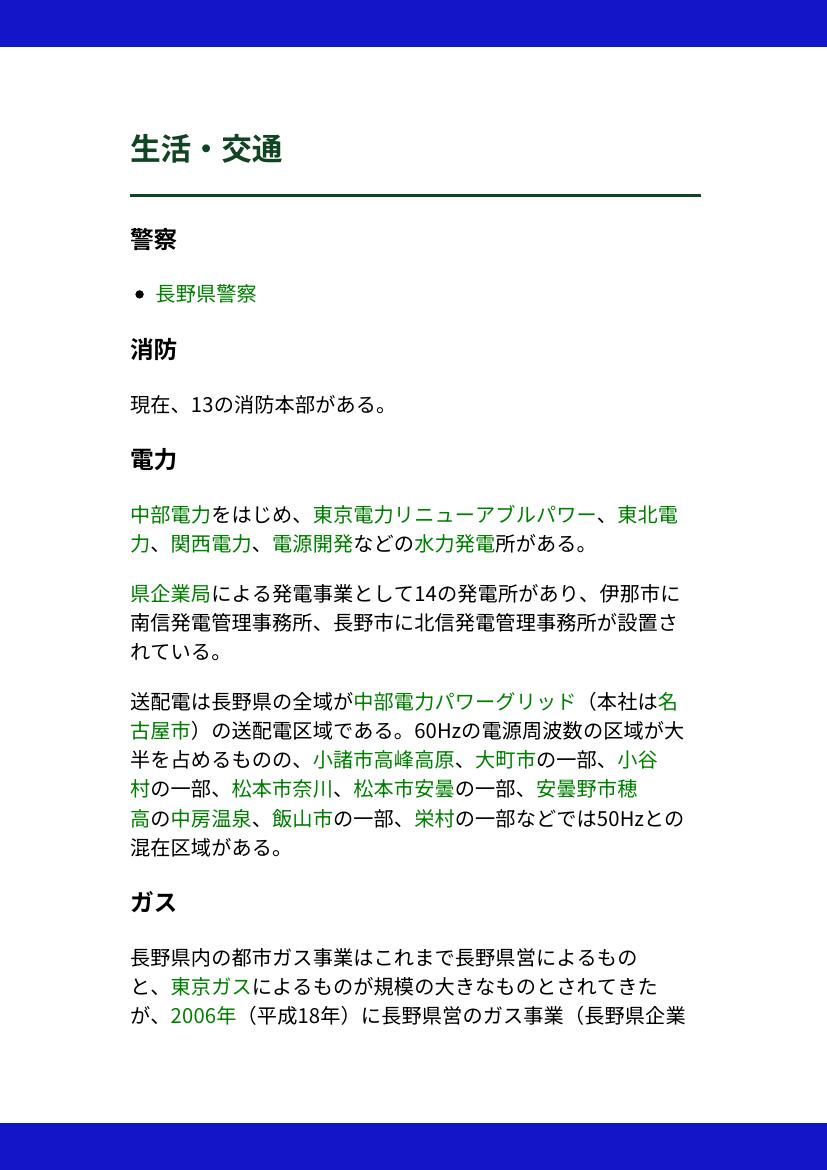 生活・交通
警察
• 長野県警察
消防
現在、13の消防本部がある。
電力
中部電力をはじめ、東京電力リニューアブルパワー、東北電
力、関西電力、電源開発などの水力発電所がある。
県企業局による発電事業として14の発電所があり、伊那市に
南信発電管理事務所、長野市に北信発電管理事務所が設置さ
れている。
送配電は長野県の全域が中部電力パワーグリッド（本社は名
古屋市）の送配電区域である。60Hzの電源周波数の区域が大
半を占めるものの、小諸市高峰高原、大町市の一部、小谷
村の一部、松本市奈川、松本市安曇の一部、安曇野市穂
高の中房温泉、飯山市の一部、栄村の一部などでは50Hzとの
混在区域がある。
ガス
長野県内の都市ガス事業はこれまで長野県営によるもの
と、東京ガスによるものが規模の大きなものとされてきた
が、2006年（平成18年）に長野県営のガス事業（長野県企業